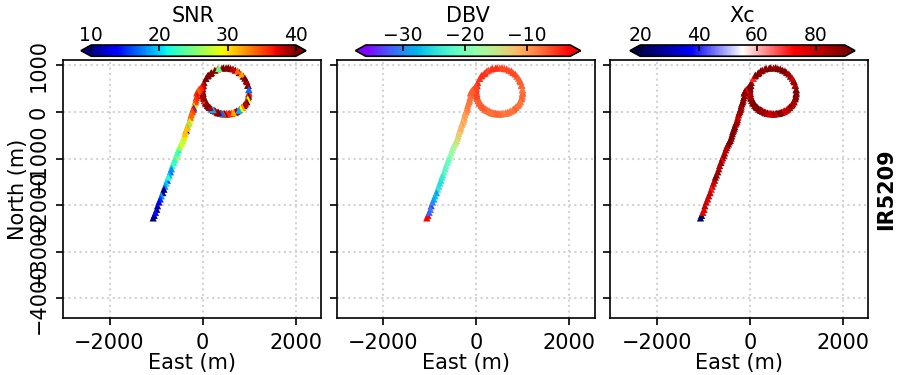 SNR DBV Xc
10 20 30 40 −30 −20 −10 20 40 60 80
North (m)
1000
0
−1000
−2000
−3000
−4000
−2000 0 2000 −2000 0 2000 −2000 0 2000
East (m) East (m) East (m)
IR5209